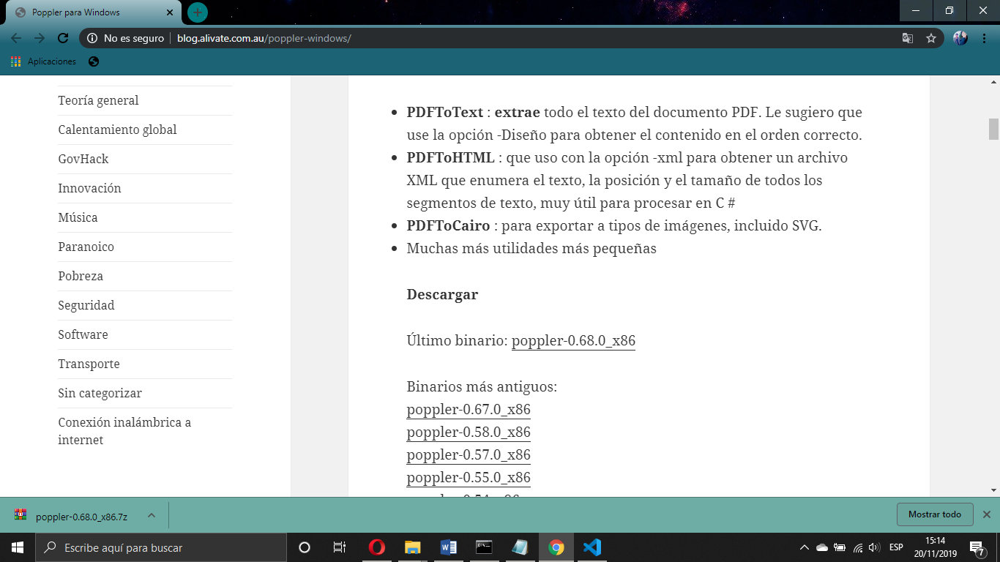 Poppler para Windows
No es seguro
blog.alivate.com.au/poppler-windows/
Aplicaciones
Teoría general
Calentamiento global
GovHack
Innovación
Música
Paranoico
Pobreza
Seguridad
Software
Transporte
Sin categorizar
Conexión inalámbrica a
internet
PDFToText : extrae todo el texto del documento PDF. Le sugiero que
use la opción -Diseño para obtener el contenido en el orden correcto.
PDFToHTML : que uso con la opción -xml para obtener un archivo
XML que enumera el texto, la posición y el tamaño de todos los
segmentos de texto, muy útil para procesar en C #
PDFToCairo : para exportar a tipos de imágenes, incluido SVG.
Muchas más utilidades más pequeñas
Descargar
Último binario: poppler-0.68.0_x86
Binarios más antiguos:
poppler-0.67.0_x86
poppler-0.58.0_x86
poppler-0.57.0_x86
poppler-0.55.0_x86
poppler-0.68.0_x86.7z
Mostrar todo
Escribe aquí para buscar
ESP
15:14
20/11/2019
7